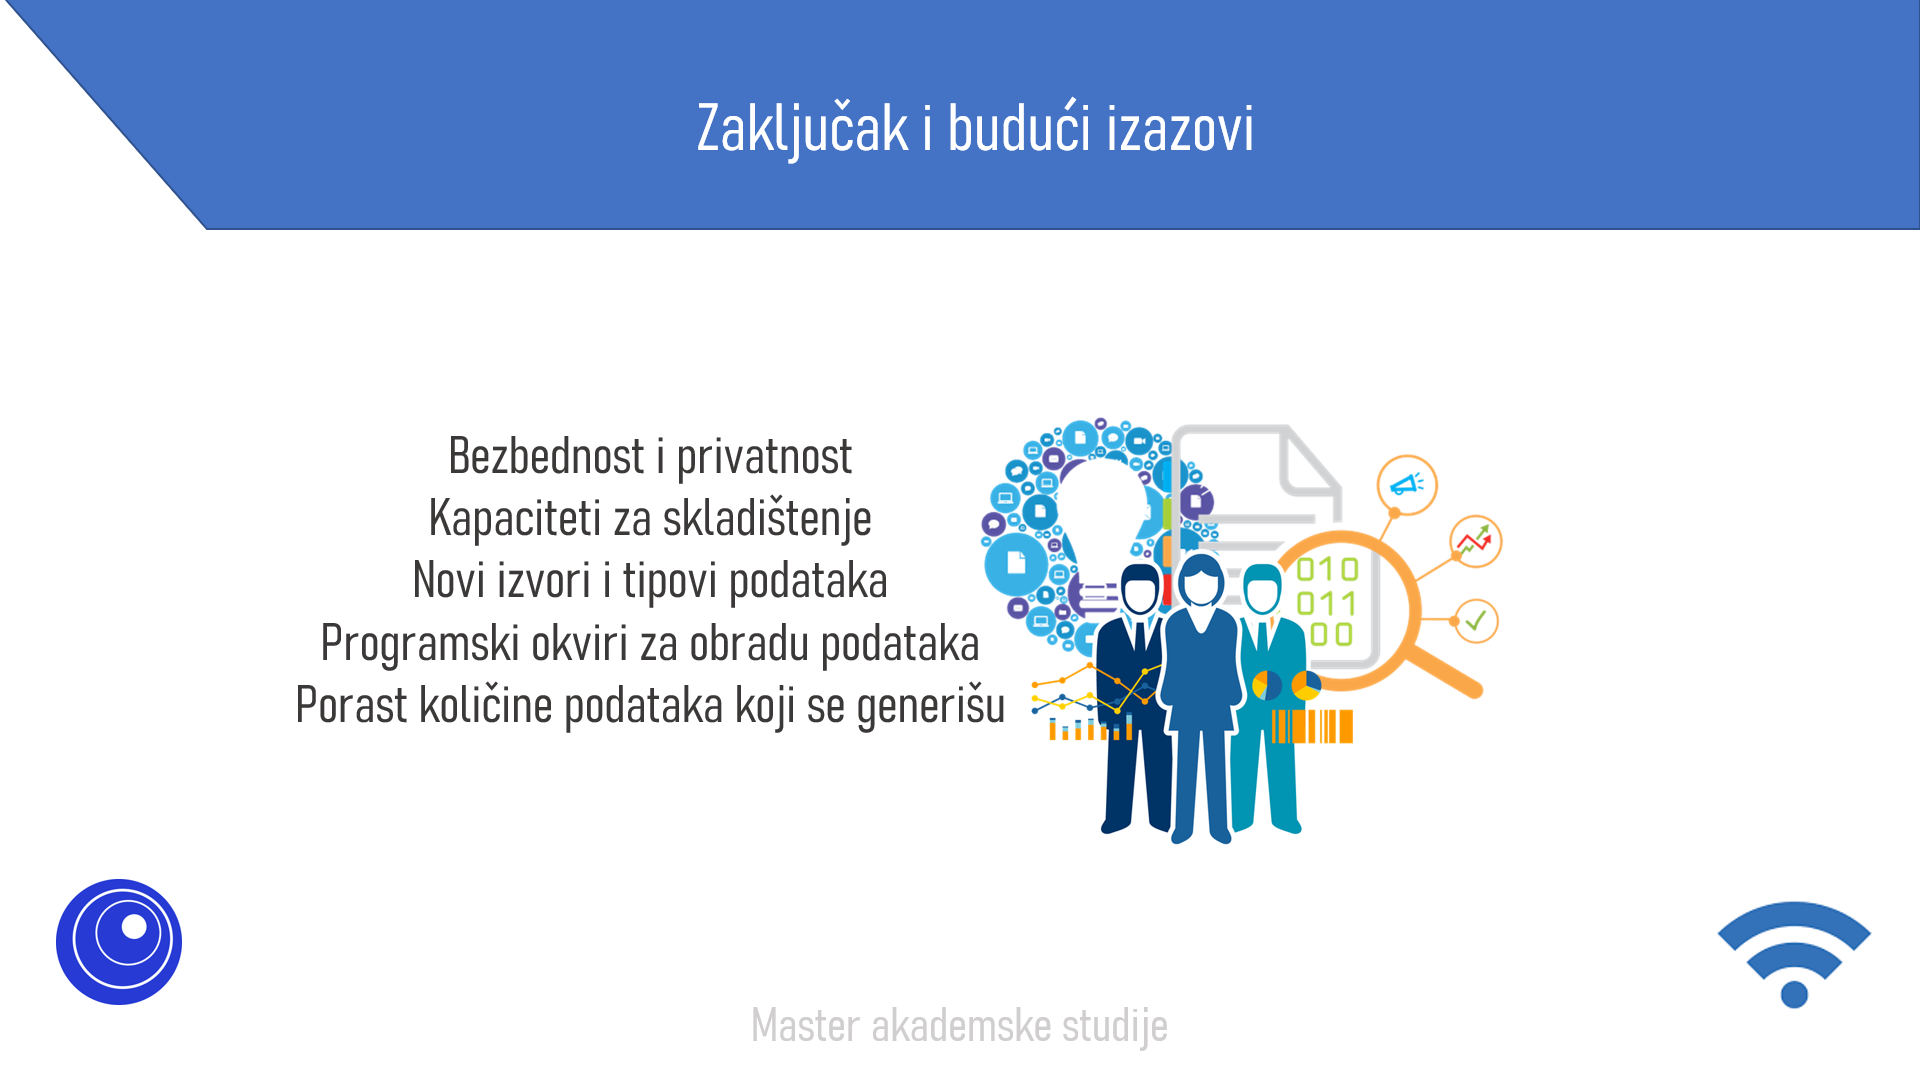 Zaključak i budući izazovi
Bezbednost i privatnost
Kapaciteti za skladištenje
Novi izvori i tipovi podataka
Programski okviri za obradu podataka
Porast količine podataka koji se generišu
010
011
00
Master akademske studije